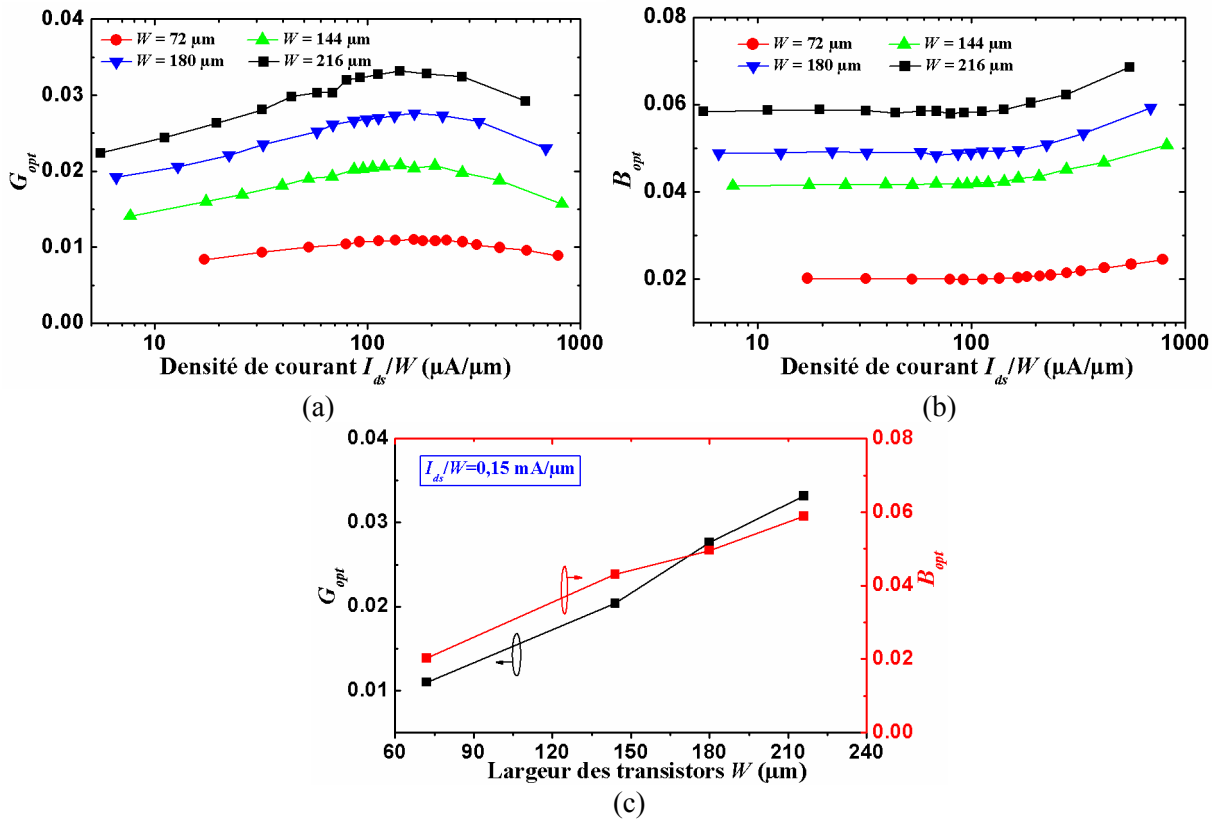 0.04
0.03
0.02
0.01
0.00
G_opt
W = 72 µm
W = 144 µm
W = 180 µm
W = 216 µm
10
100
1000
Densité de courant I_ds/W (µA/µm)
(a)
0.08
0.06
0.04
0.02
B_opt
W = 72 µm
W = 144 µm
W = 180 µm
W = 216 µm
10
100
1000
Densité de courant I_ds/W (µA/µm)
(b)
0.04
0.03
0.02
0.01
G_opt
I_ds/W=0,15 mA/µm
0.08
0.06
0.04
0.02
0.00
B_opt
60
90
120
150
180
210
240
Largeur des transistors W (µm)
(c)